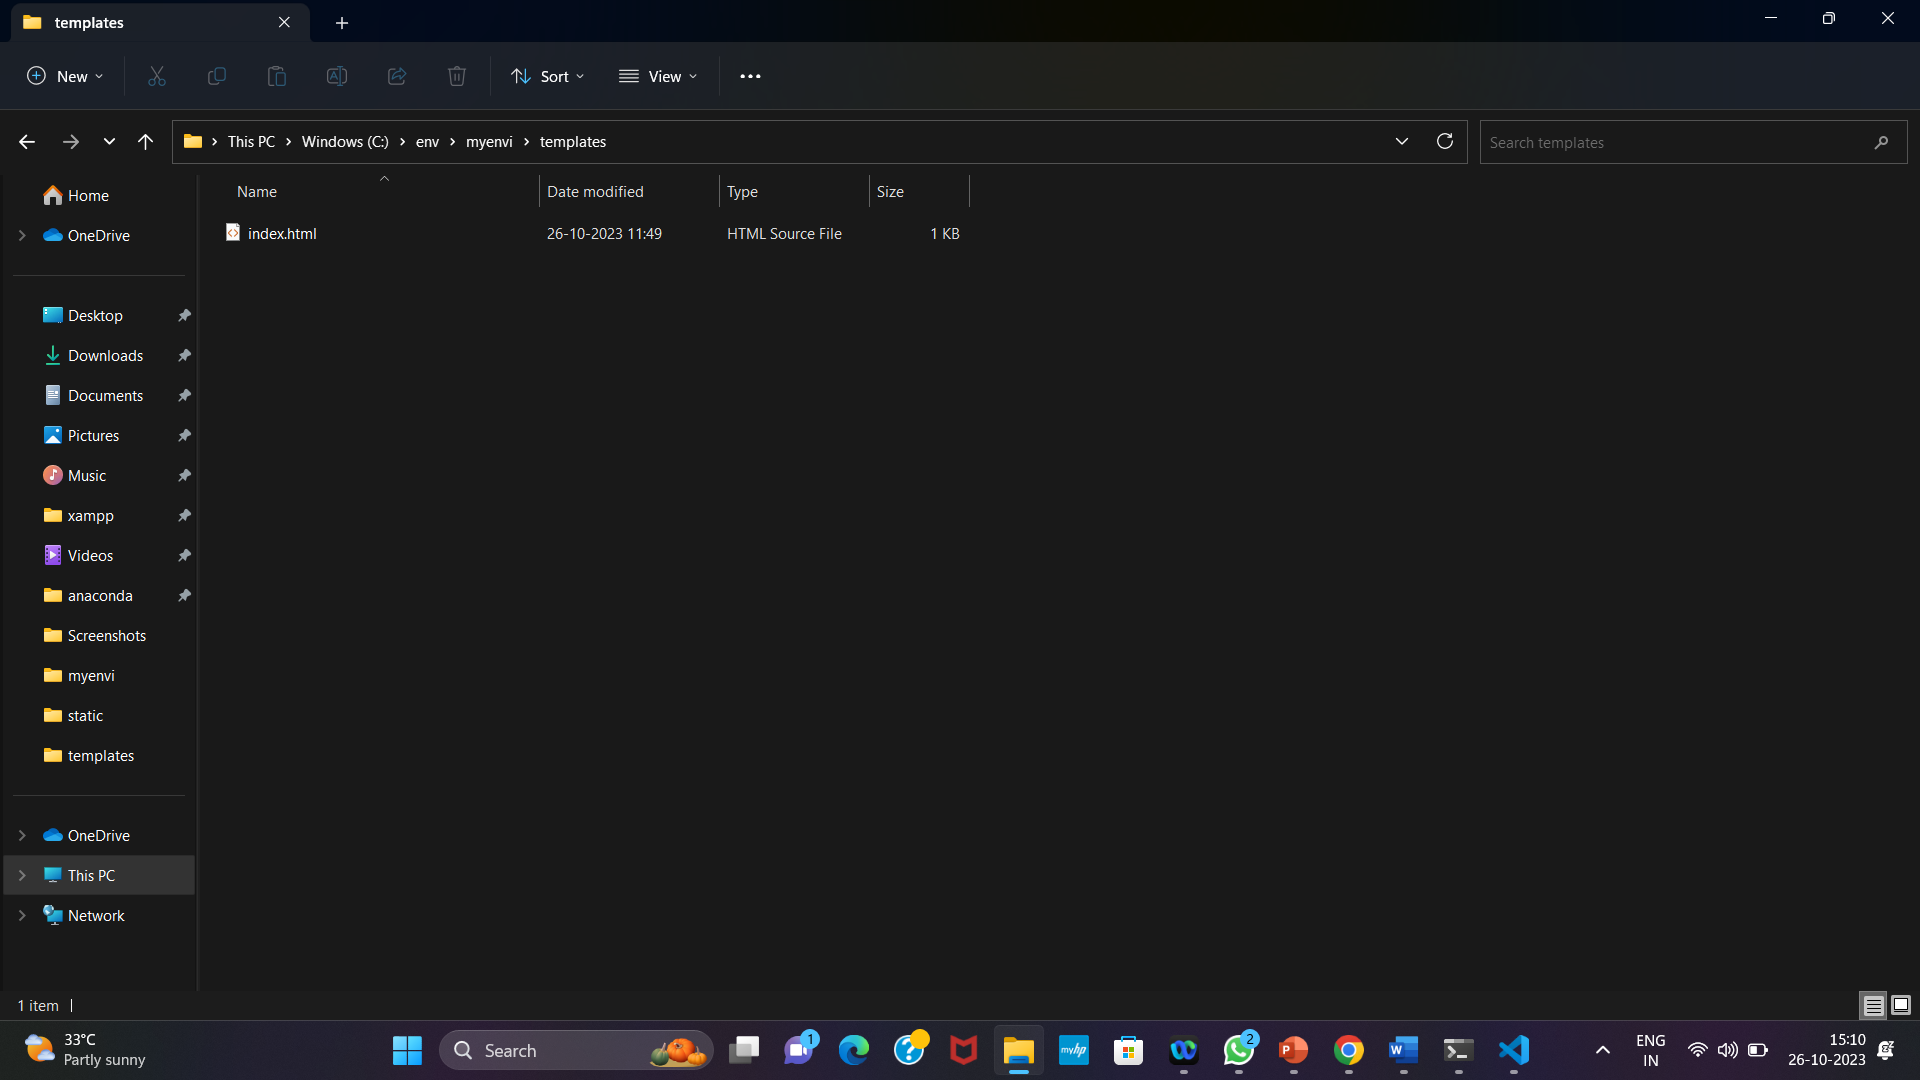 templates
New
Sort
View
This PC
Windows (C:)
env
myenvi
templates
Search templates
Name
Date modified
Type
Size
index.html
26-10-2023 11:49
HTML Source File
1 KB
Home
OneDrive
Desktop
Downloads
Documents
Pictures
Music
xampp
Videos
anaconda
Screenshots
myenvi
static
templates
OneDrive
This PC
Network
1 item
33°C
Partly sunny
Search
1
myhp
2
P
W
ENG
IN
15:10
26-10-2023